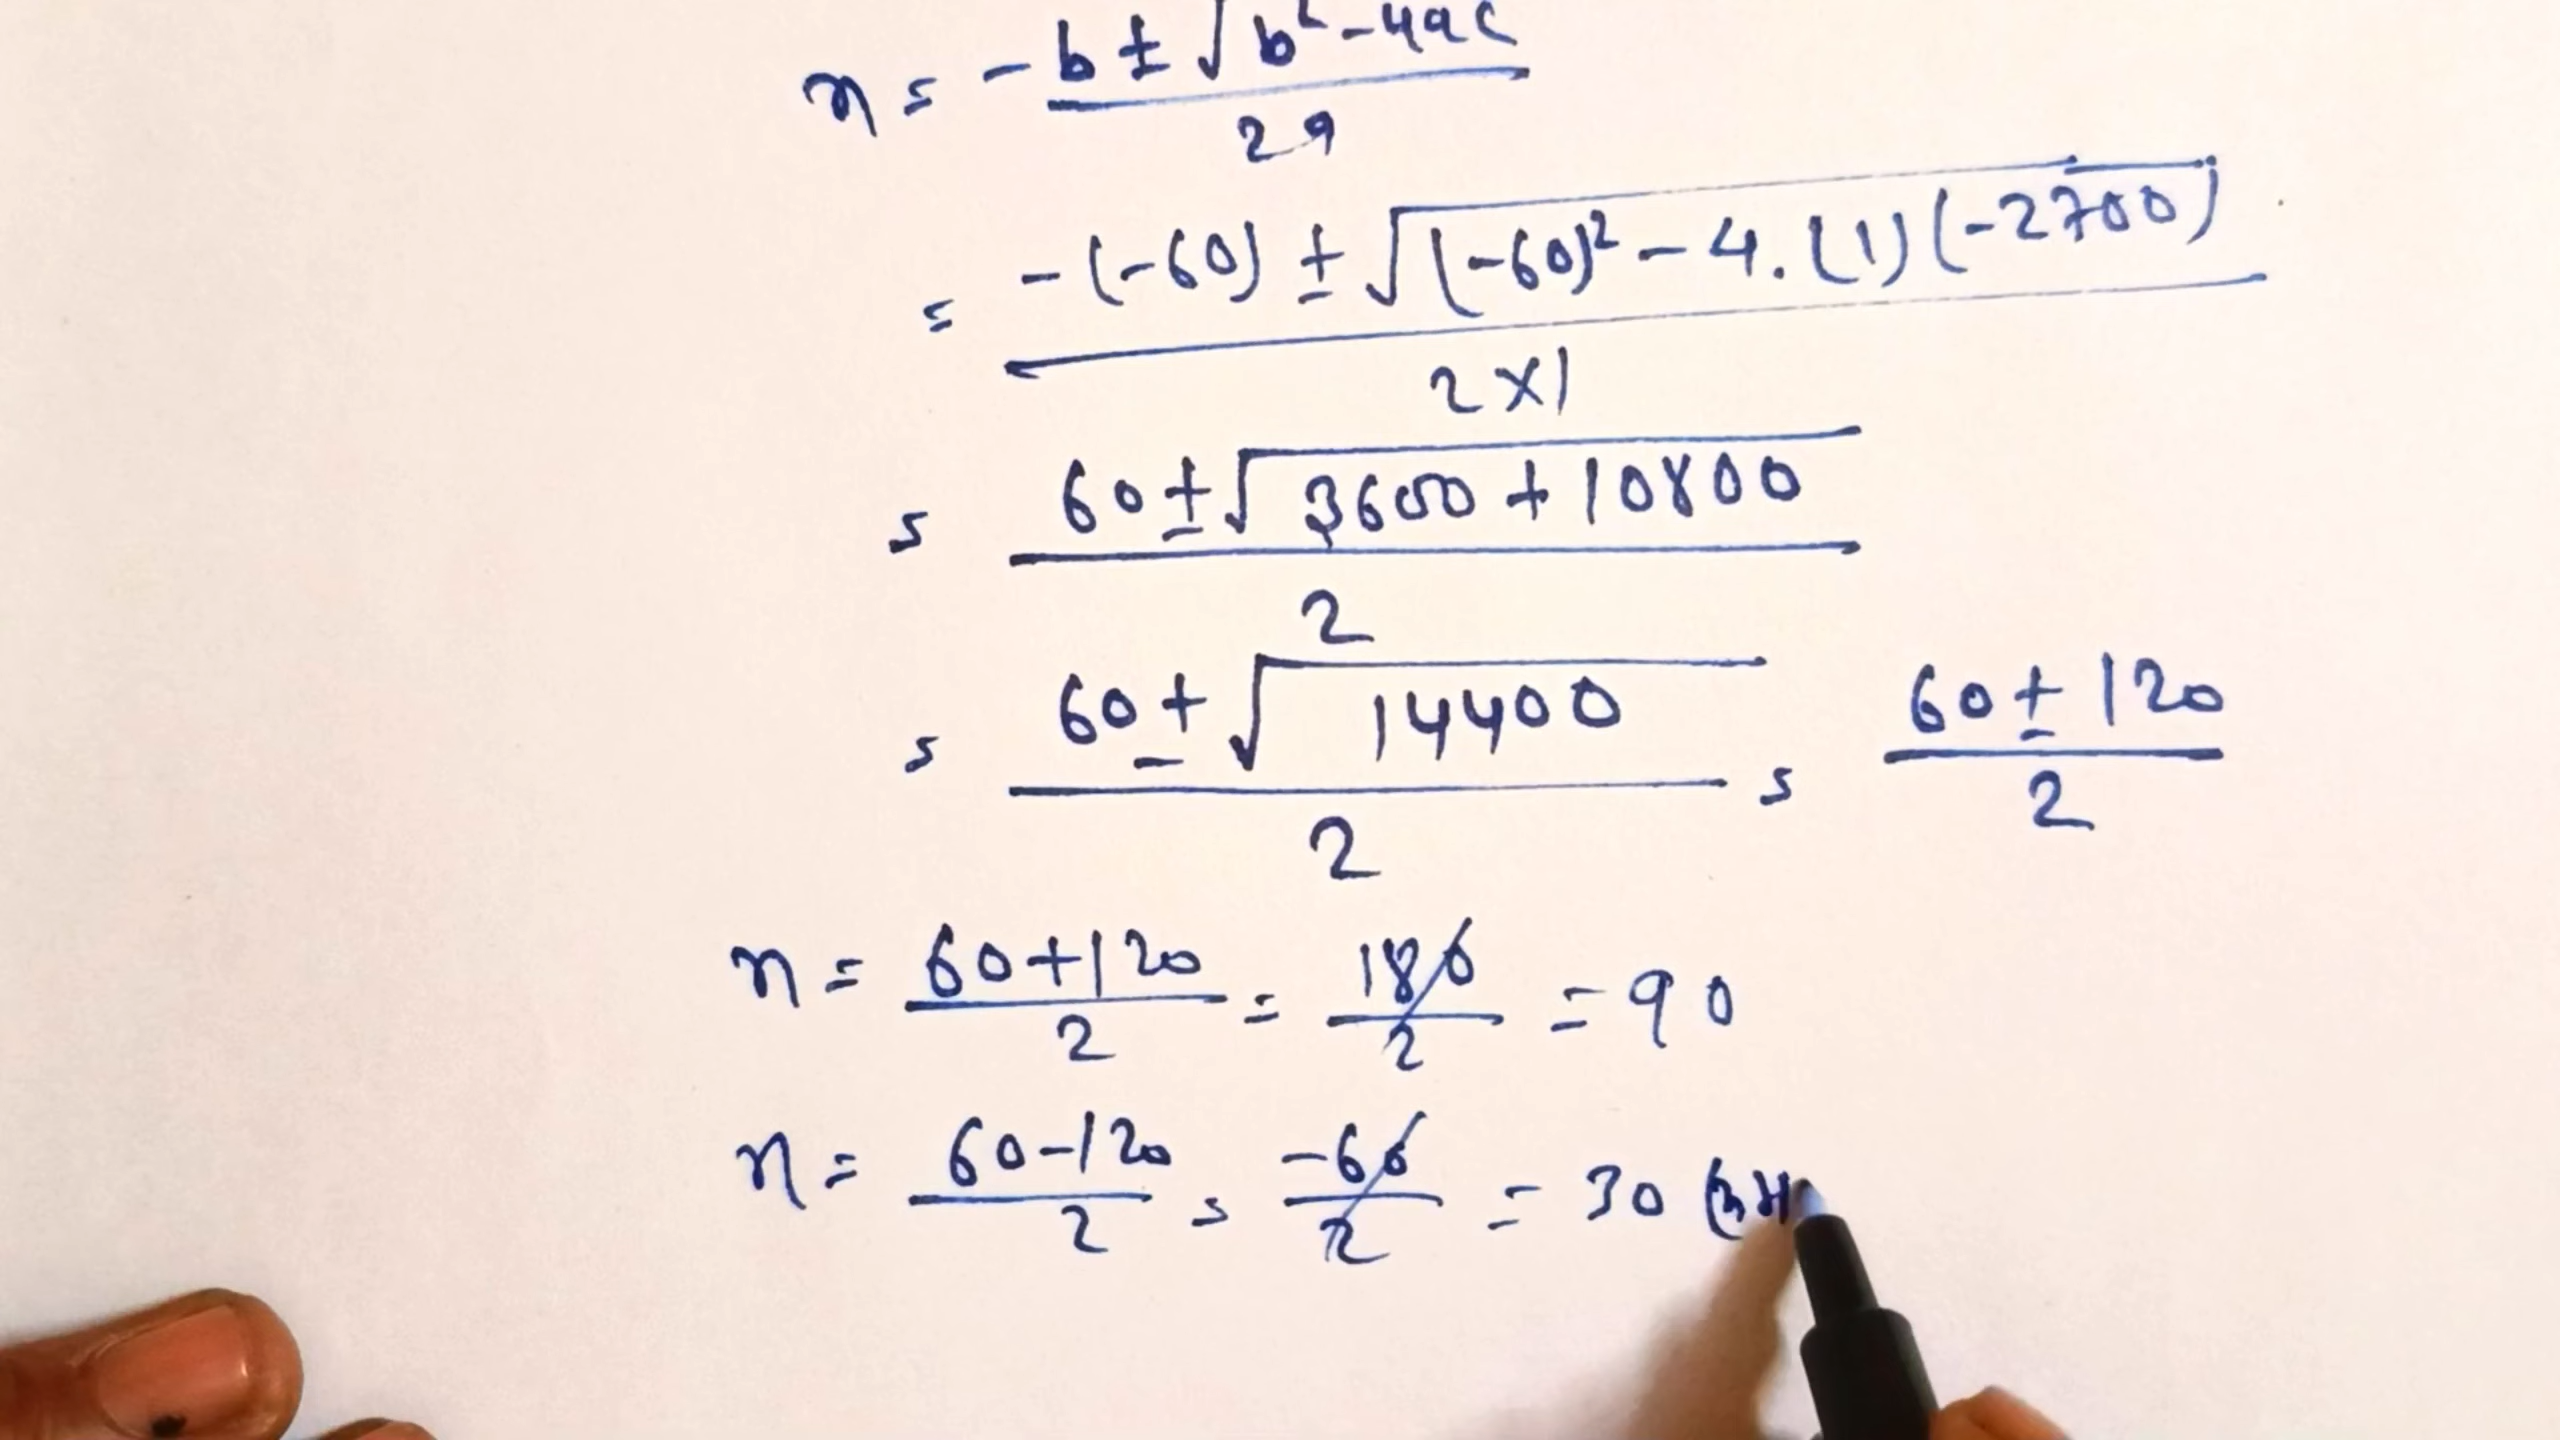 n = -b ± √b² - 4ac / 2a
= -(-60) ± √(-60)² - 4.(1)(-2700) / 2×1
= 60 ± √3600 + 10800 / 2
= 60 ± √14400 / 2 = 60 ± 120 / 2
n = 60+120 / 2 = 180 / 2 = 90
n = 60-120 / 2 = -60 / 2 = 30